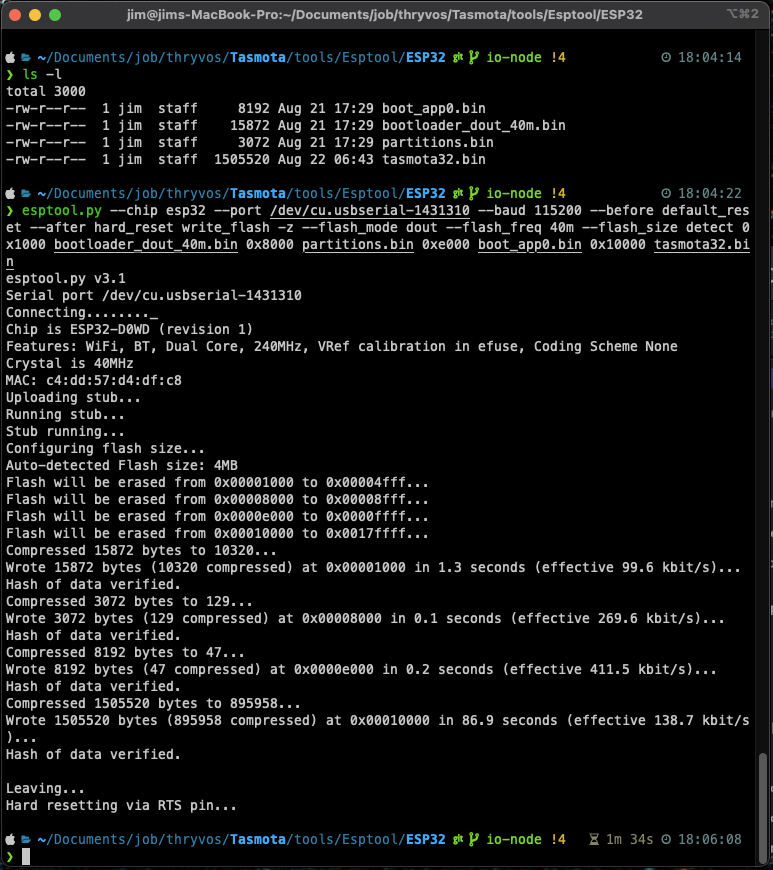 jim@jims-MacBook-Pro:~/Documents/job/thryvos/Tasmota/tools/Esptool/ESP32 ⌥⌘2
~/Documents/job/thryvos/Tasmota/tools/Esptool/ESP32 git io-node !4 18:04:14
❯ ls -l
total 3000
-rw-r--r-- 1 jim staff 8192 Aug 21 17:29 boot_app0.bin
-rw-r--r-- 1 jim staff 15872 Aug 21 17:29 bootloader_dout_40m.bin
-rw-r--r-- 1 jim staff 3072 Aug 21 17:29 partitions.bin
-rw-r--r-- 1 jim staff 1505520 Aug 22 06:43 tasmota32.bin
~/Documents/job/thryvos/Tasmota/tools/Esptool/ESP32 git io-node !4 18:04:22
❯ esptool.py --chip esp32 --port /dev/cu.usbserial-1431310 --baud 115200 --before default_res
et --after hard_reset write_flash -z --flash_mode dout --flash_freq 40m --flash_size detect 0
x1000 bootloader_dout_40m.bin 0x8000 partitions.bin 0xe000 boot_app0.bin 0x10000 tasmota32.bi
n
esptool.py v3.1
Serial port /dev/cu.usbserial-1431310
Connecting........_
Chip is ESP32-D0WD (revision 1)
Features: WiFi, BT, Dual Core, 240MHz, VRef calibration in efuse, Coding Scheme None
Crystal is 40MHz
MAC: c4:dd:57:d4:df:c8
Uploading stub...
Running stub...
Stub running...
Configuring flash size...
Auto-detected Flash size: 4MB
Flash will be erased from 0x00001000 to 0x00004fff...
Flash will be erased from 0x00008000 to 0x00008fff...
Flash will be erased from 0x0000e000 to 0x0000ffff...
Flash will be erased from 0x00010000 to 0x0017ffff...
Compressed 15872 bytes to 10320...
Wrote 15872 bytes (10320 compressed) at 0x00001000 in 1.3 seconds (effective 99.6 kbit/s)...
Hash of data verified.
Compressed 3072 bytes to 129...
Wrote 3072 bytes (129 compressed) at 0x00008000 in 0.1 seconds (effective 269.6 kbit/s)...
Hash of data verified.
Compressed 8192 bytes to 47...
Wrote 8192 bytes (47 compressed) at 0x0000e000 in 0.2 seconds (effective 411.5 kbit/s)...
Hash of data verified.
Compressed 1505520 bytes to 895958...
Wrote 1505520 bytes (895958 compressed) at 0x00010000 in 86.9 seconds (effective 138.7 kbit/s
)...
Hash of data verified.
Leaving...
Hard resetting via RTS pin...
~/Documents/job/thryvos/Tasmota/tools/Esptool/ESP32 git io-node !4 1m 34s 18:06:08
❯